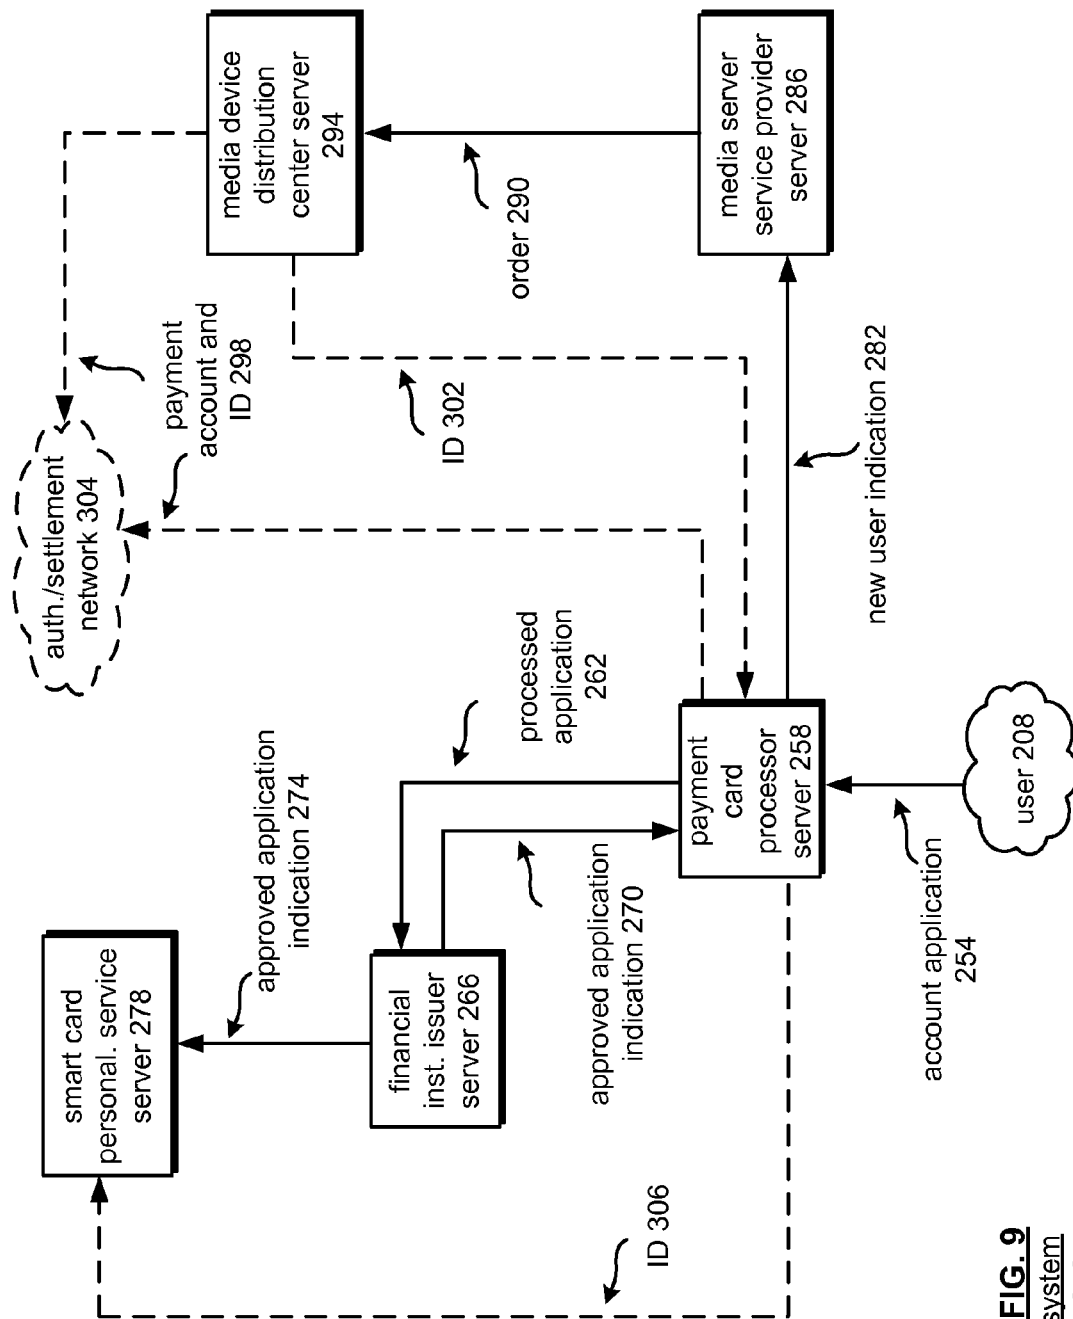 smart card
personal. service
server 278
auth./settlement
network 304
approved application
indication 274
payment
account and
ID 298
media device
distribution
center server
294
financial
inst. issuer
server 266
processed
application
262
ID 302
order 290
ID 306
approved application
indication 270
payment
card
processor
server 258
media server
service provider
server 286
new user indication 282
account application
254
user 208
FIG. 9
system